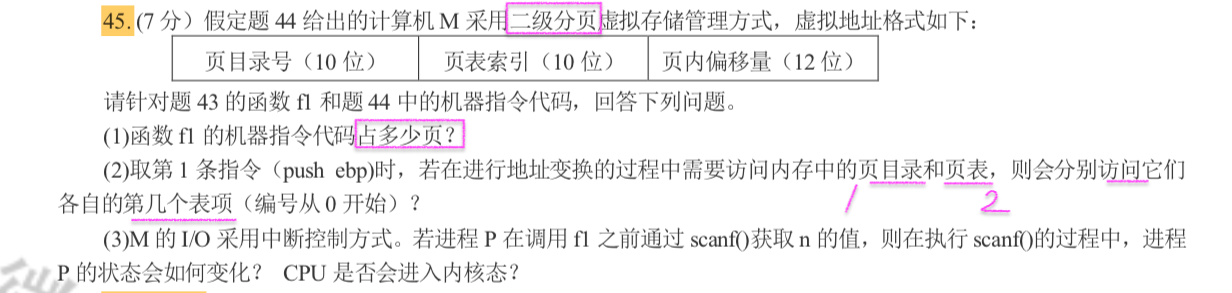 45.(7 分）假定题 44 给出的计算机 M 采用二级分页虚拟存储管理方式，虚拟地址格式如下：
页目录号（10 位） 页表索引（10 位） 页内偏移量（12 位）
请针对题 43 的函数 f1 和题 44 中的机器指令代码，回答下列问题。
(1)函数 f1 的机器指令代码占多少页？
(2)取第 1 条指令（push ebp)时，若在进行地址变换的过程中需要访问内存中的页目录和页表，则会分别访问它们
各自的第几个表项（编号从 0 开始）？
1 2
(3)M 的 I/O 采用中断控制方式。若进程 P 在调用 f1 之前通过 scanf()获取 n 的值，则在执行 scanf()的过程中，进程
P 的状态会如何变化？ CPU 是否会进入内核态？